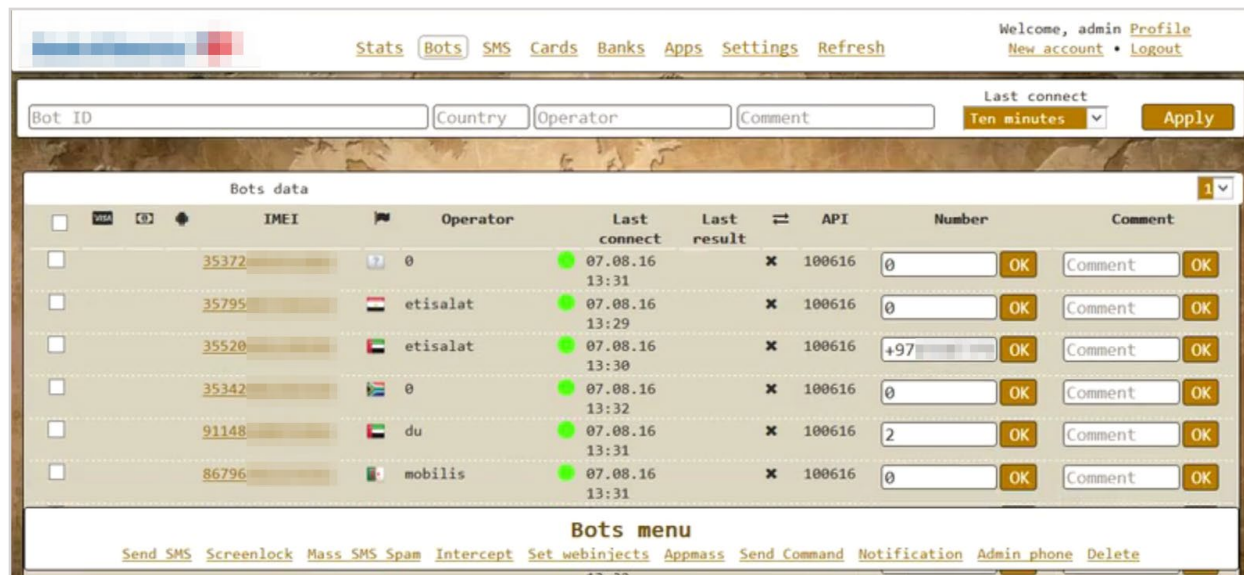 Welcome, admin Profile
Stats Bots SMS Cards Banks Apps Settings Refresh
New account • Logout
Last connect
Bot ID Country Operator Comment Ten minutes Apply
Bots data 1
VISA IMEI Operator Last connect Last result API Number Comment
35372 ? 0 07.08.16 13:31 100616 0 OK Comment OK
35795 etisalat 07.08.16 13:29 100616 0 OK Comment OK
35520 etisalat 07.08.16 13:30 100616 +97 OK Comment OK
35342 0 07.08.16 13:32 100616 0 OK Comment OK
91148 du 07.08.16 13:31 100616 2 OK Comment OK
86796 mobilis 07.08.16 13:31 100616 0 OK Comment OK
Bots menu
Send SMS Screenlock Mass SMS Spam Intercept Set webinjects Appmass Send Command Notification Admin phone Delete